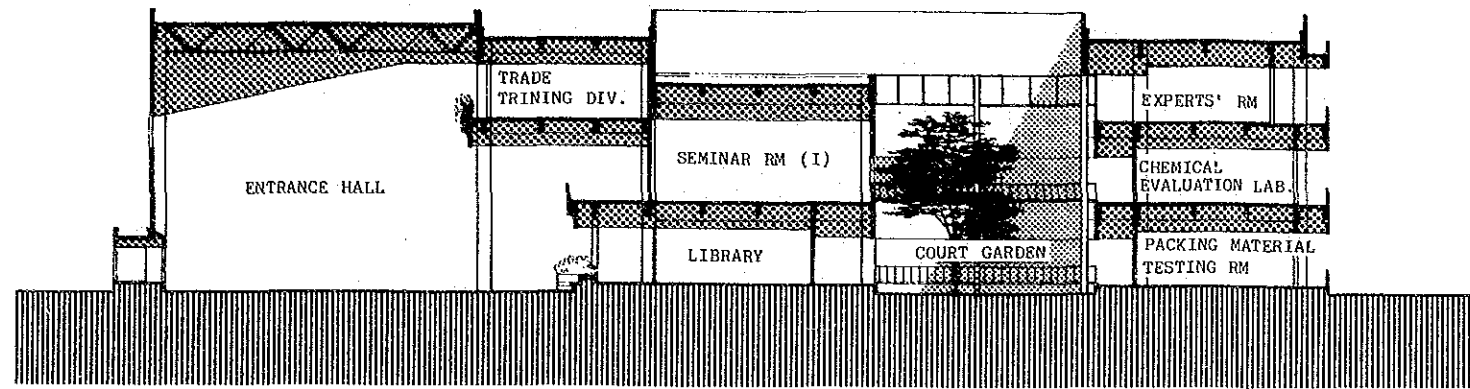 TRADE
TRINING DIV.
ENTRANCE HALL
SEMINAR RM (I)
LIBRARY
COURT GARDEN
EXPERTS' RM
CHEMICAL
EVALUATION LAB.
PACKING MATERIAL
TESTING RM